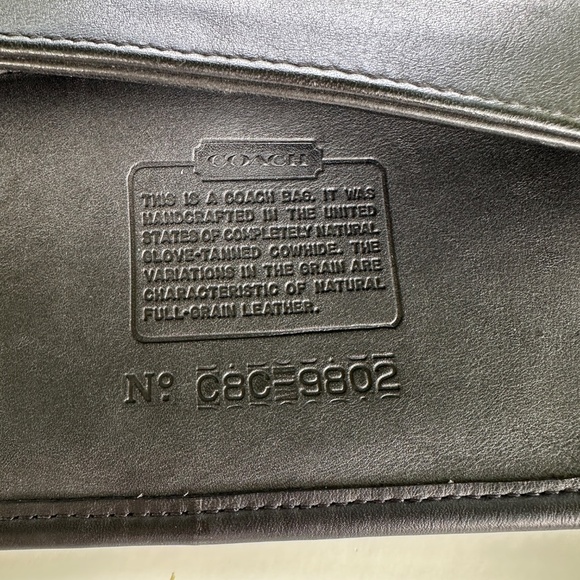 COACH
THIS IS A COACH BAG. IT WAS
HANDCRAFTED IN THE UNITED
STATES OF COMPLETELY NATURAL
GLOVE-TANNED COWHIDE. THE
VARIATIONS IN THE GRAIN ARE
CHARACTERISTIC OF NATURAL
FULL-GRAIN LEATHER.
Nº C8C-9802